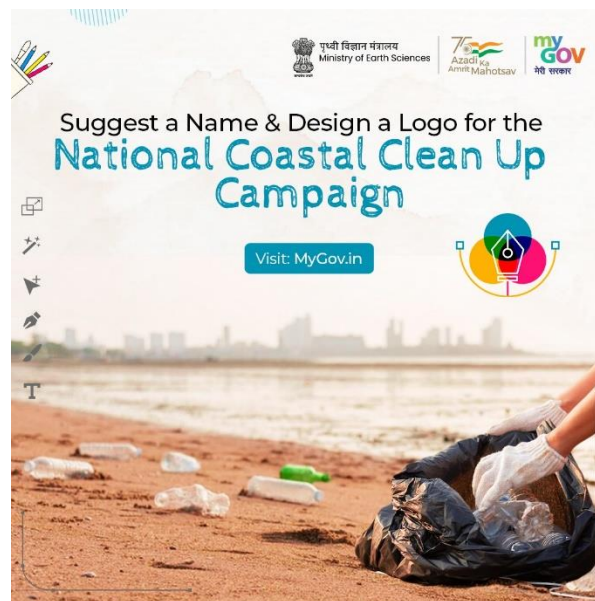 पृथ्वी विज्ञान मंत्रालय
Ministry of Earth Sciences
75
Azadi Ka
Amrit Mahotsav
my
GOV
मेरी सरकार
Suggest a Name & Design a Logo for the
National Coastal Clean Up
Campaign
Visit: MyGov.in
T